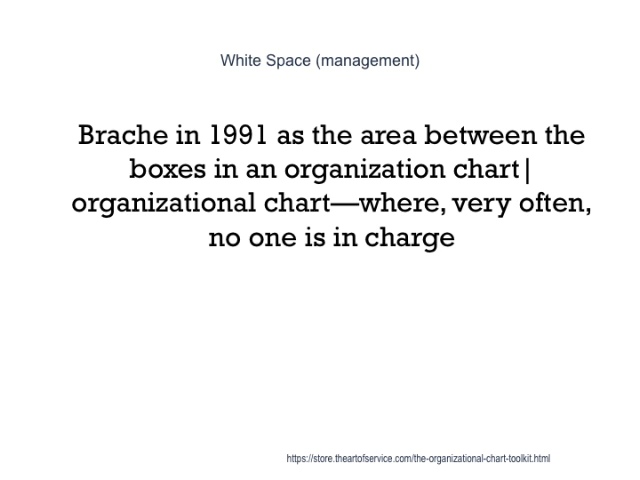 White Space (management)
Brache in 1991 as the area between the
boxes in an organization chart|
organizational chart—where, very often,
no one is in charge
https://store.theartofservice.com/the-organizational-chart-toolkit.html